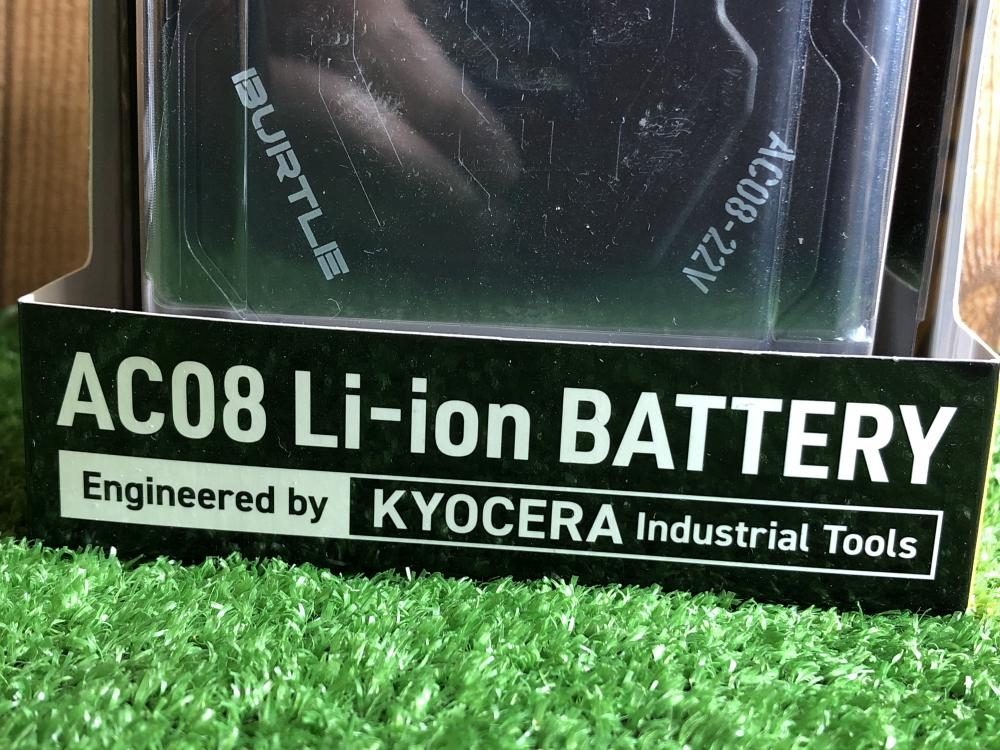 BURTLE
AC08-22V
AC08 Li-ion BATTERY
Engineered by KYOCERA Industrial Tools